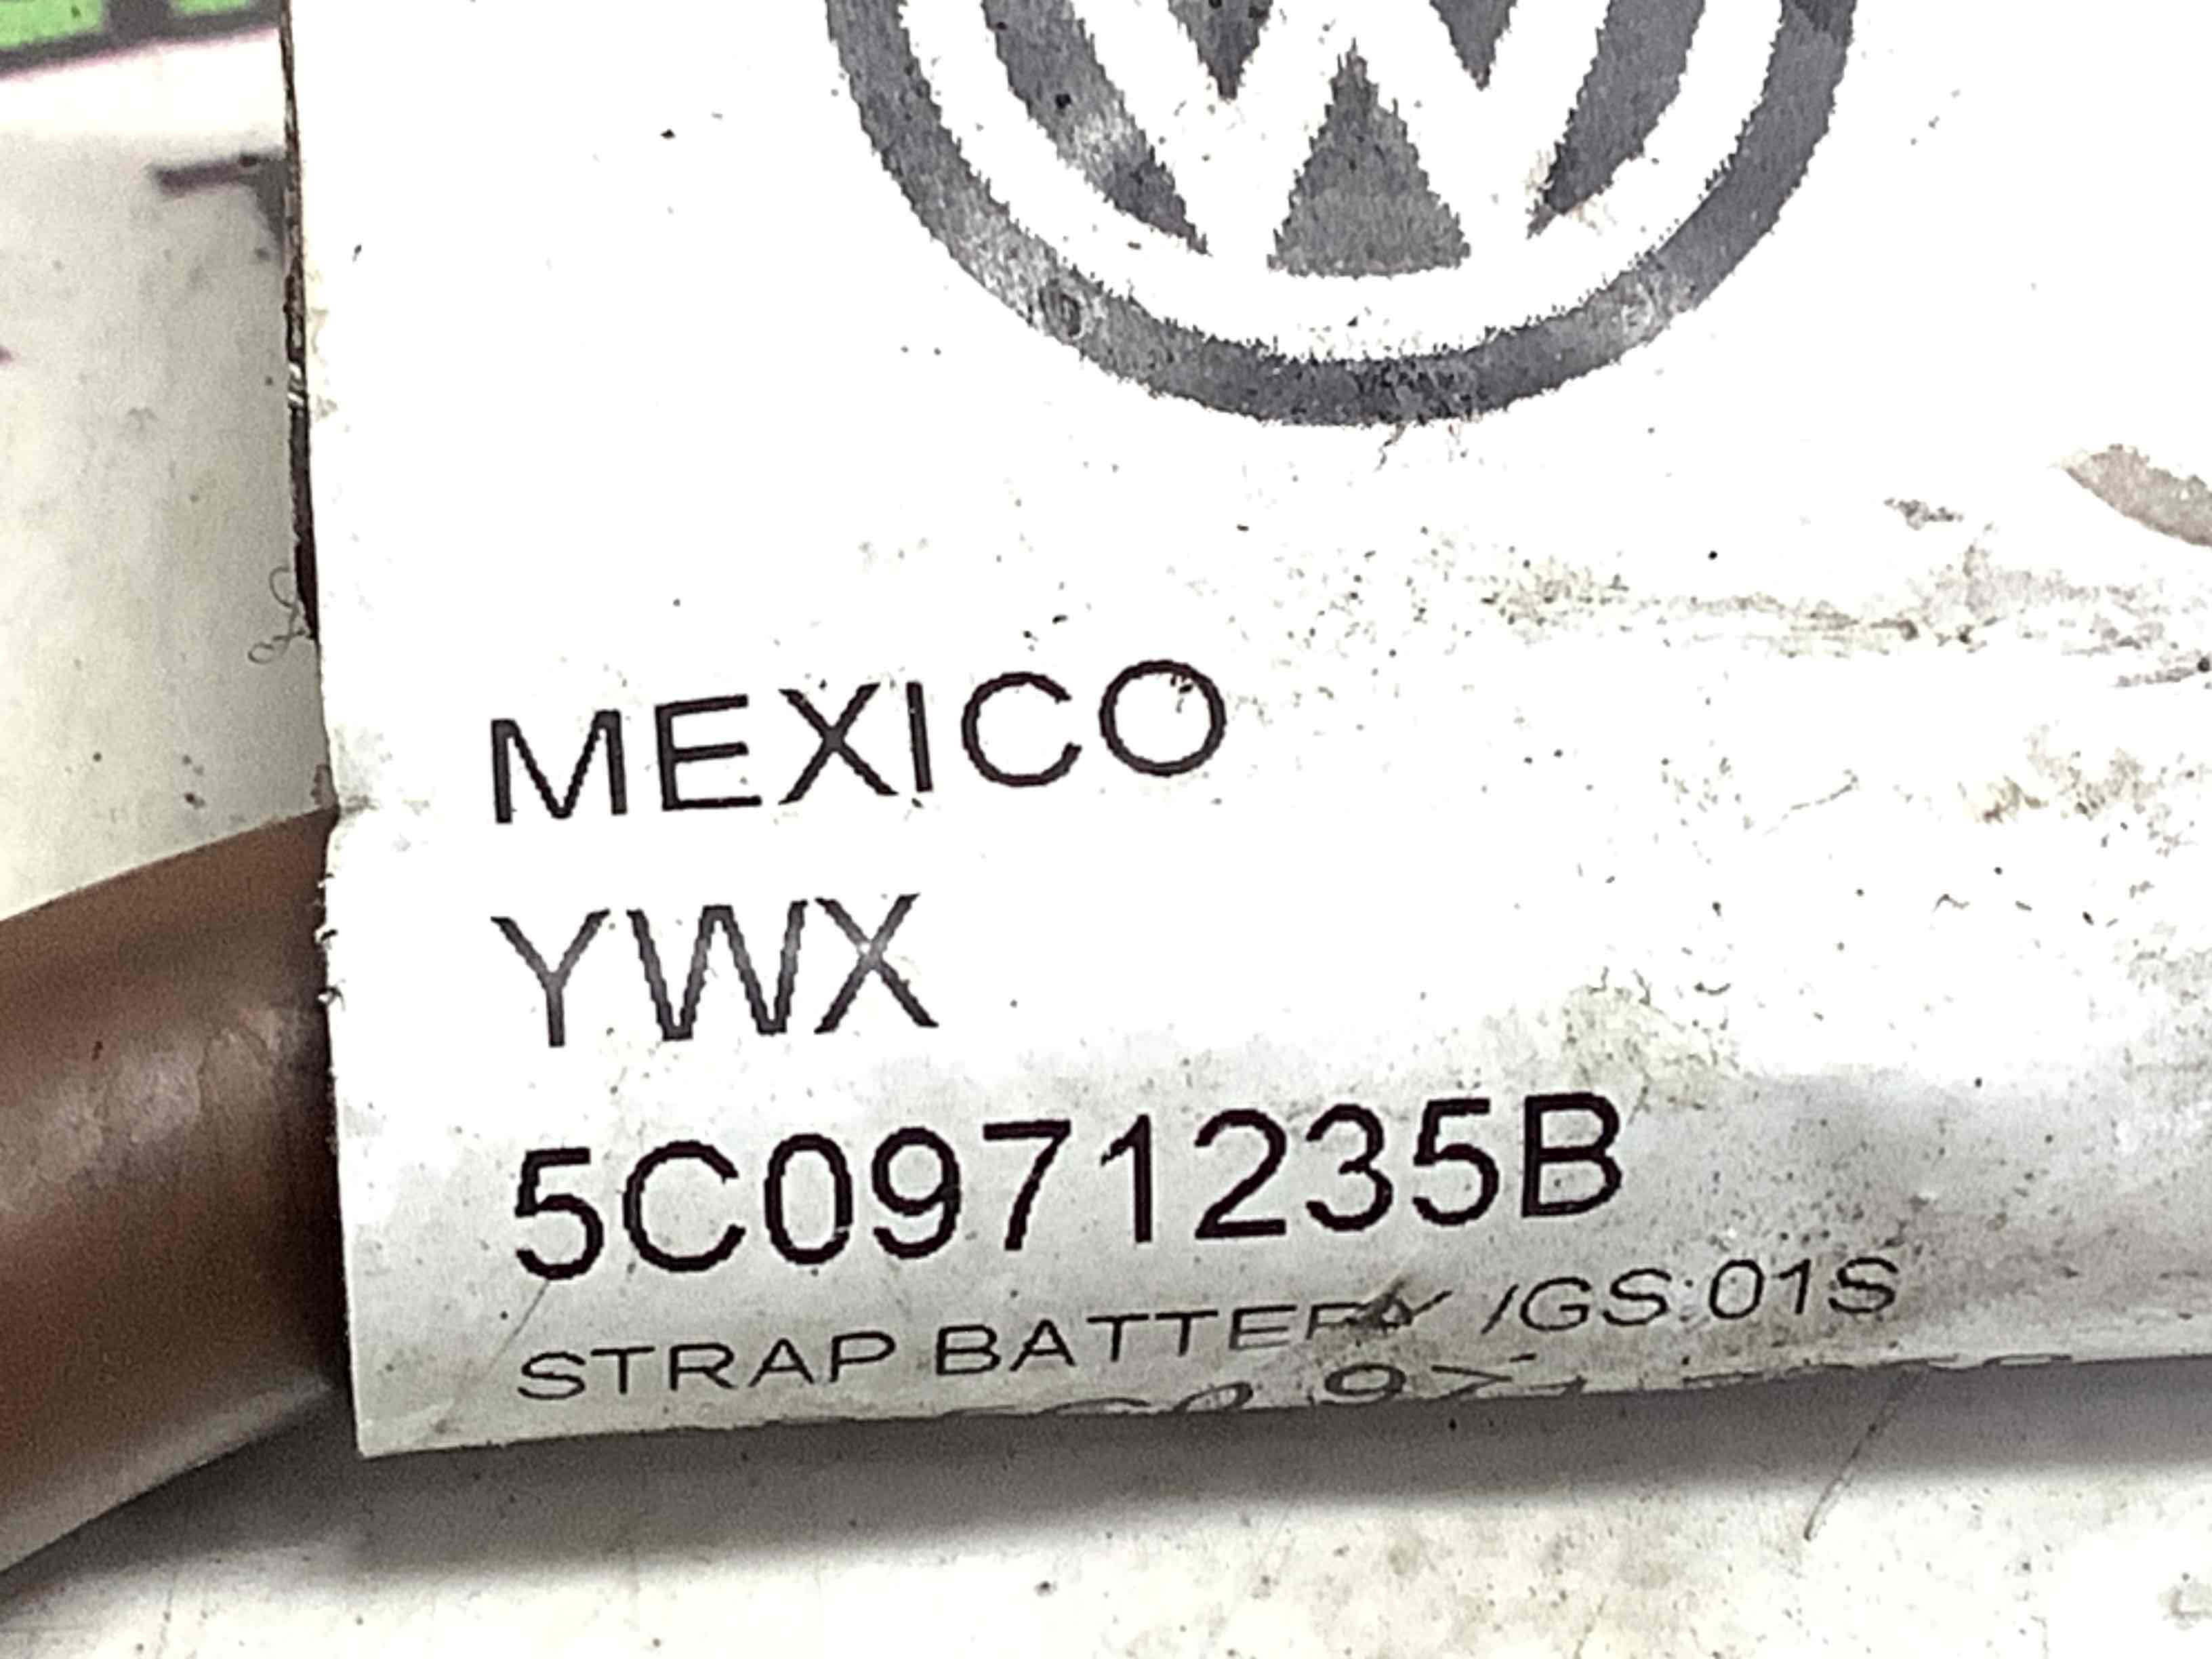 MEXICO
YWX
5C0971235B
STRAP BATTERY /GS:01S